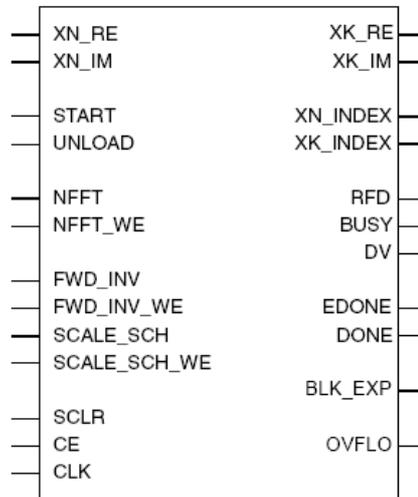 XN_RE XK_RE
XN_IM XK_IM
START XN_INDEX
UNLOAD XK_INDEX
NFFT RFD
NFFT_WE BUSY
DV
FWD_INV
FWD_INV_WE EDONE
SCALE_SCH DONE
SCALE_SCH_WE
BLK_EXP
SCLR
CE OVFLO
CLK